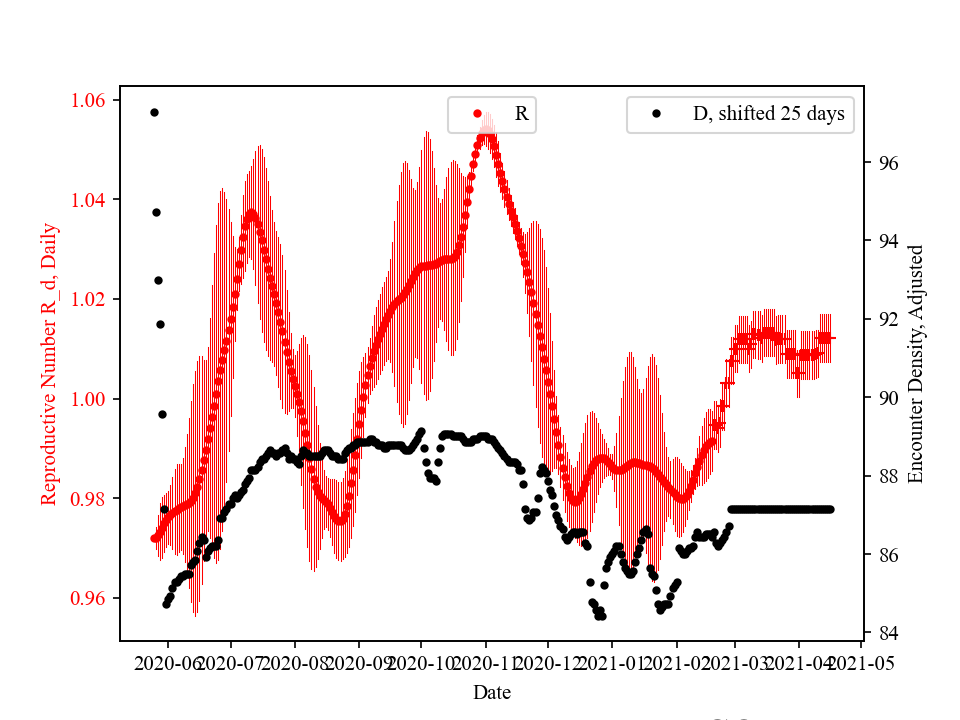 R
D, shifted 25 days
1.06
1.04
1.02
1.00
0.98
0.96
Reproductive Number R_d, Daily
96
94
92
90
88
86
84
Encounter Density, Adjusted
2020-06 2020-07 2020-08 2020-09 2020-10 2020-11 2020-12 2021-01 2021-02 2021-03 2021-04 2021-05
Date